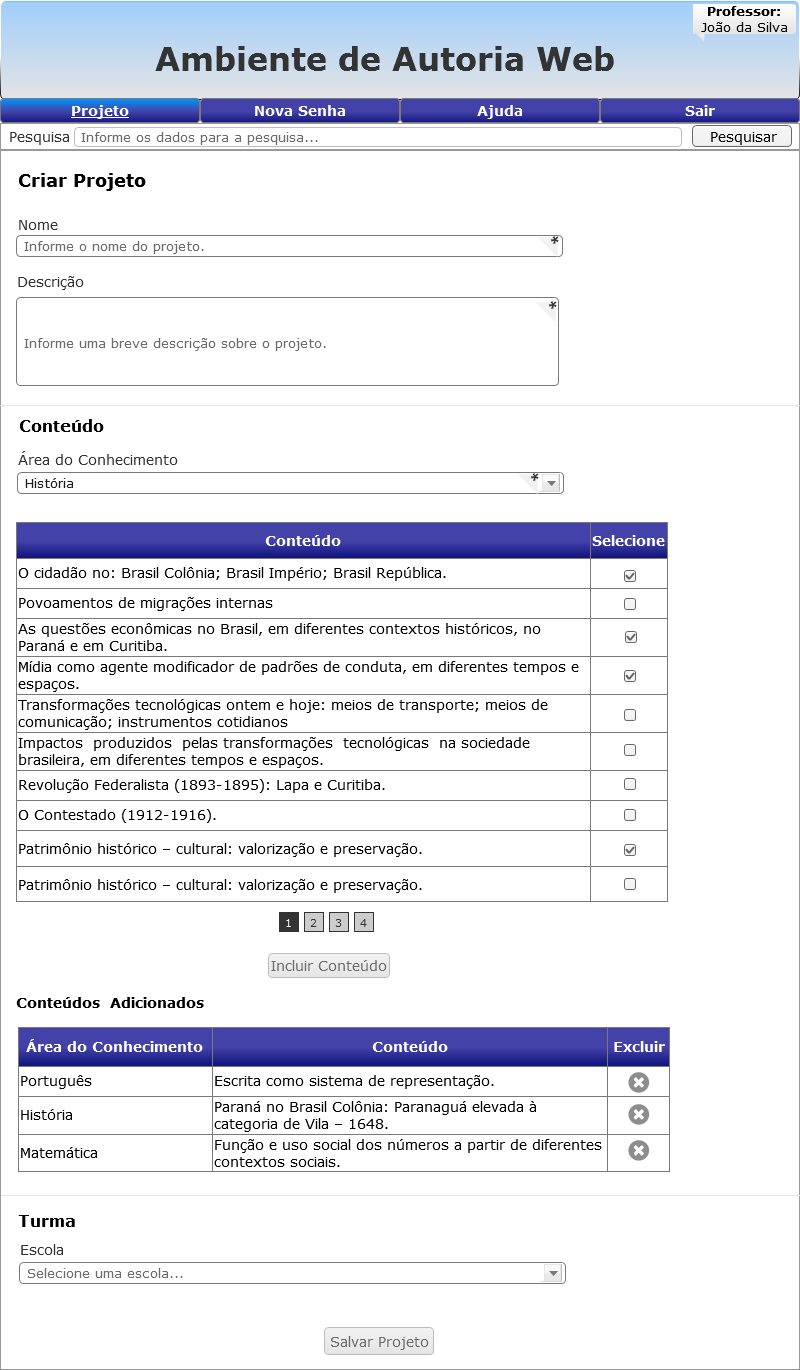 Professor:
João da Silva
Ambiente de Autoria Web
Projeto
Nova Senha
Ajuda
Sair
Pesquisa
Informe os dados para a pesquisa...
Pesquisar
Criar Projeto
Nome
Informe o nome do projeto.
*
Descrição
*
Informe uma breve descrição sobre o projeto.
Conteúdo
Área do Conhecimento
História
*
Conteúdo
Selecione
O cidadão no: Brasil Colônia; Brasil Império; Brasil República.
Povoamentos de migrações internas
As questões econômicas no Brasil, em diferentes contextos históricos, no
Paraná e em Curitiba.
Mídia como agente modificador de padrões de conduta, em diferentes tempos e
espaços.
Transformações tecnológicas ontem e hoje: meios de transporte; meios de
comunicação; instrumentos cotidianos
Impactos  produzidos  pelas transformações  tecnológicas  na sociedade
brasileira, em diferentes tempos e espaços.
Revolução Federalista (1893-1895): Lapa e Curitiba.
O Contestado (1912-1916).
Patrimônio histórico – cultural: valorização e preservação.
Patrimônio histórico – cultural: valorização e preservação.
1 2 3 4
Incluir Conteúdo
Conteúdos  Adicionados
Área do Conhecimento
Conteúdo
Excluir
Português
Escrita como sistema de representação.
História
Paraná no Brasil Colônia: Paranaguá elevada à
categoria de Vila – 1648.
Matemática
Função e uso social dos números a partir de diferentes
contextos sociais.
Turma
Escola
Selecione uma escola...
Salvar Projeto